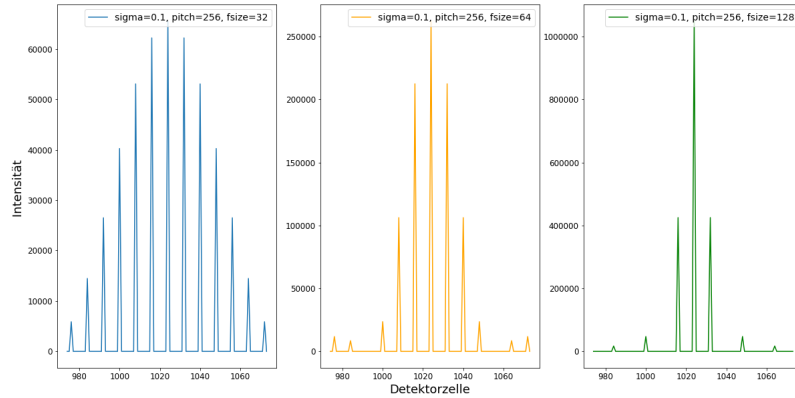 sigma=0.1, pitch=256, fsize=32
sigma=0.1, pitch=256, fsize=64
sigma=0.1, pitch=256, fsize=128
Intensität
60000
50000
40000
30000
20000
10000
0
980 1000 1020 1040 1060
250000
200000
150000
100000
50000
0
980 1000 1020 1040 1060
1000000
800000
600000
400000
200000
0
980 1000 1020 1040 1060
Detektorzelle